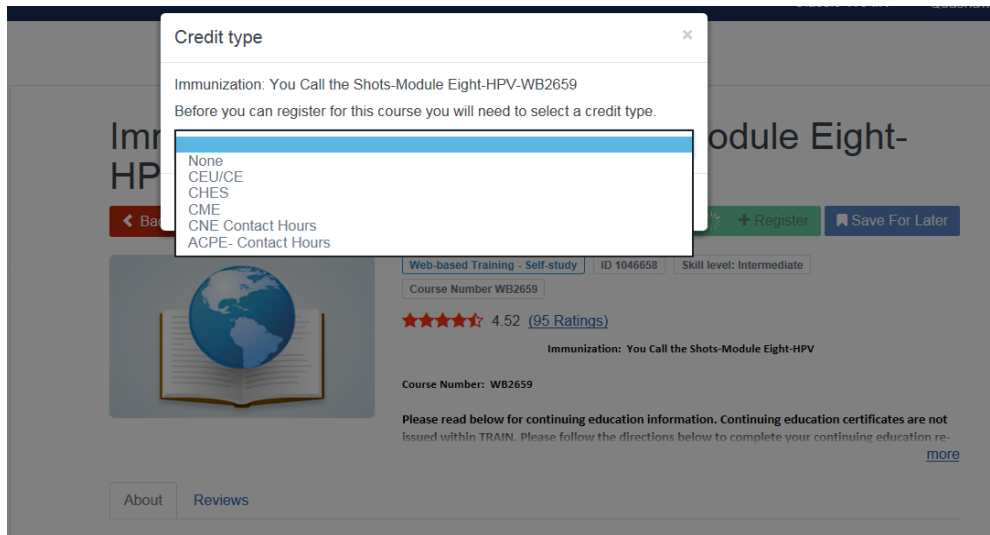 Credit type
×
Immunization: You Call the Shots-Module Eight-HPV-WB2659
Before you can register for this course you will need to select a credit type.
None
CEU/CE
CHES
CME
CNE Contact Hours
ACPE- Contact Hours
odule Eight-
HP
+ Register
Save For Later
Web-based Training - Self-study
ID 1046658
Skill level: Intermediate
Course Number WB2659
4.52 (95 Ratings)
Immunization: You Call the Shots-Module Eight-HPV
Course Number: WB2659
Please read below for continuing education information. Continuing education certificates are not
issued within TRAIN. Please follow the directions below to complete your continuing education re-
more
About
Reviews